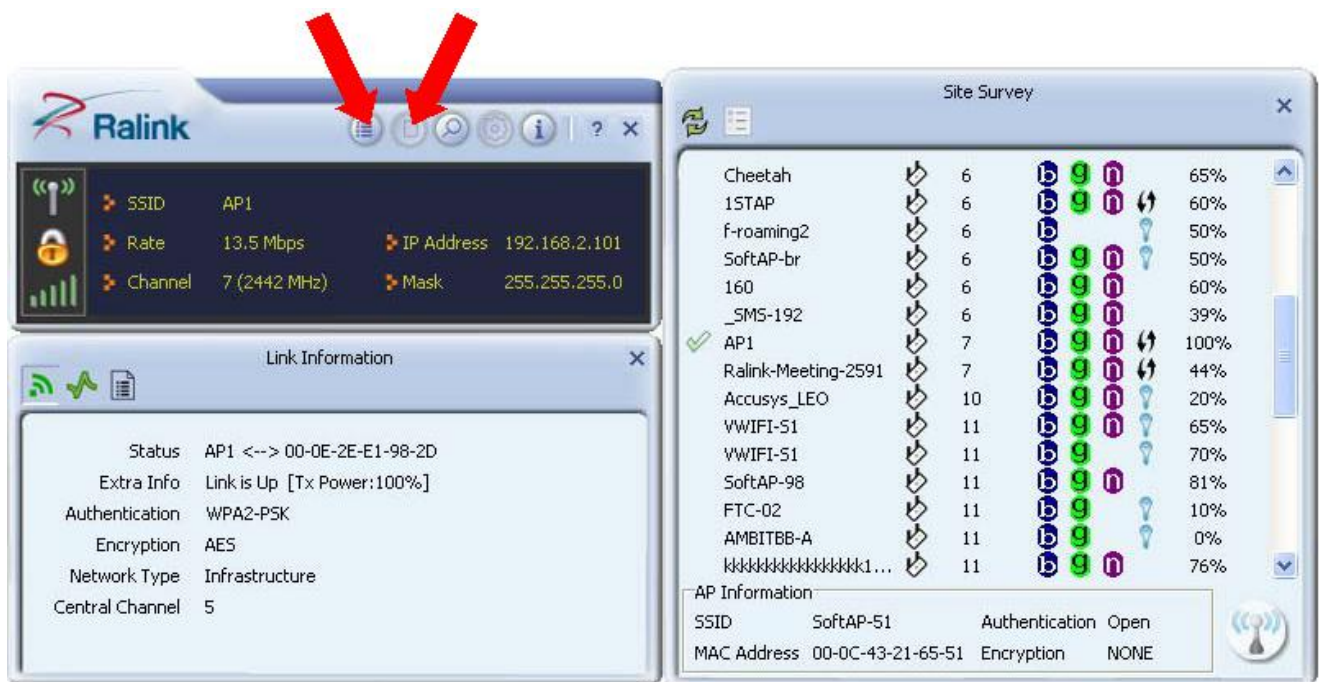 Ralink
? ×
SSID AP1
Rate 13.5 Mbps IP Address 192.168.2.101
Channel 7 (2442 MHz) Mask 255.255.255.0
Link Information
Status AP1 <--> 00-0E-2E-E1-98-2D
Extra Info Link is Up [Tx Power:100%]
Authentication WPA2-PSK
Encryption AES
Network Type Infrastructure
Central Channel 5
Site Survey
Cheetah 6 b g n 65%
1STAP 6 b g n 60%
f-roaming2 6 b 50%
SoftAP-br 6 b g n 50%
160 6 b g n 60%
_SMS-192 6 b g n 39%
AP1 7 b g n 100%
Ralink-Meeting-2591 7 b g n 44%
Accusys_LEO 10 b g n 20%
VWIFI-S1 11 b g n 65%
VWIFI-S1 11 b g 70%
SoftAP-98 11 b g n 81%
FTC-02 11 b g 10%
AMBITBB-A 11 b g 0%
11 b g n 76%
AP Information
SSID SoftAP-51 Authentication Open
MAC Address 00-0C-43-21-65-51 Encryption NONE